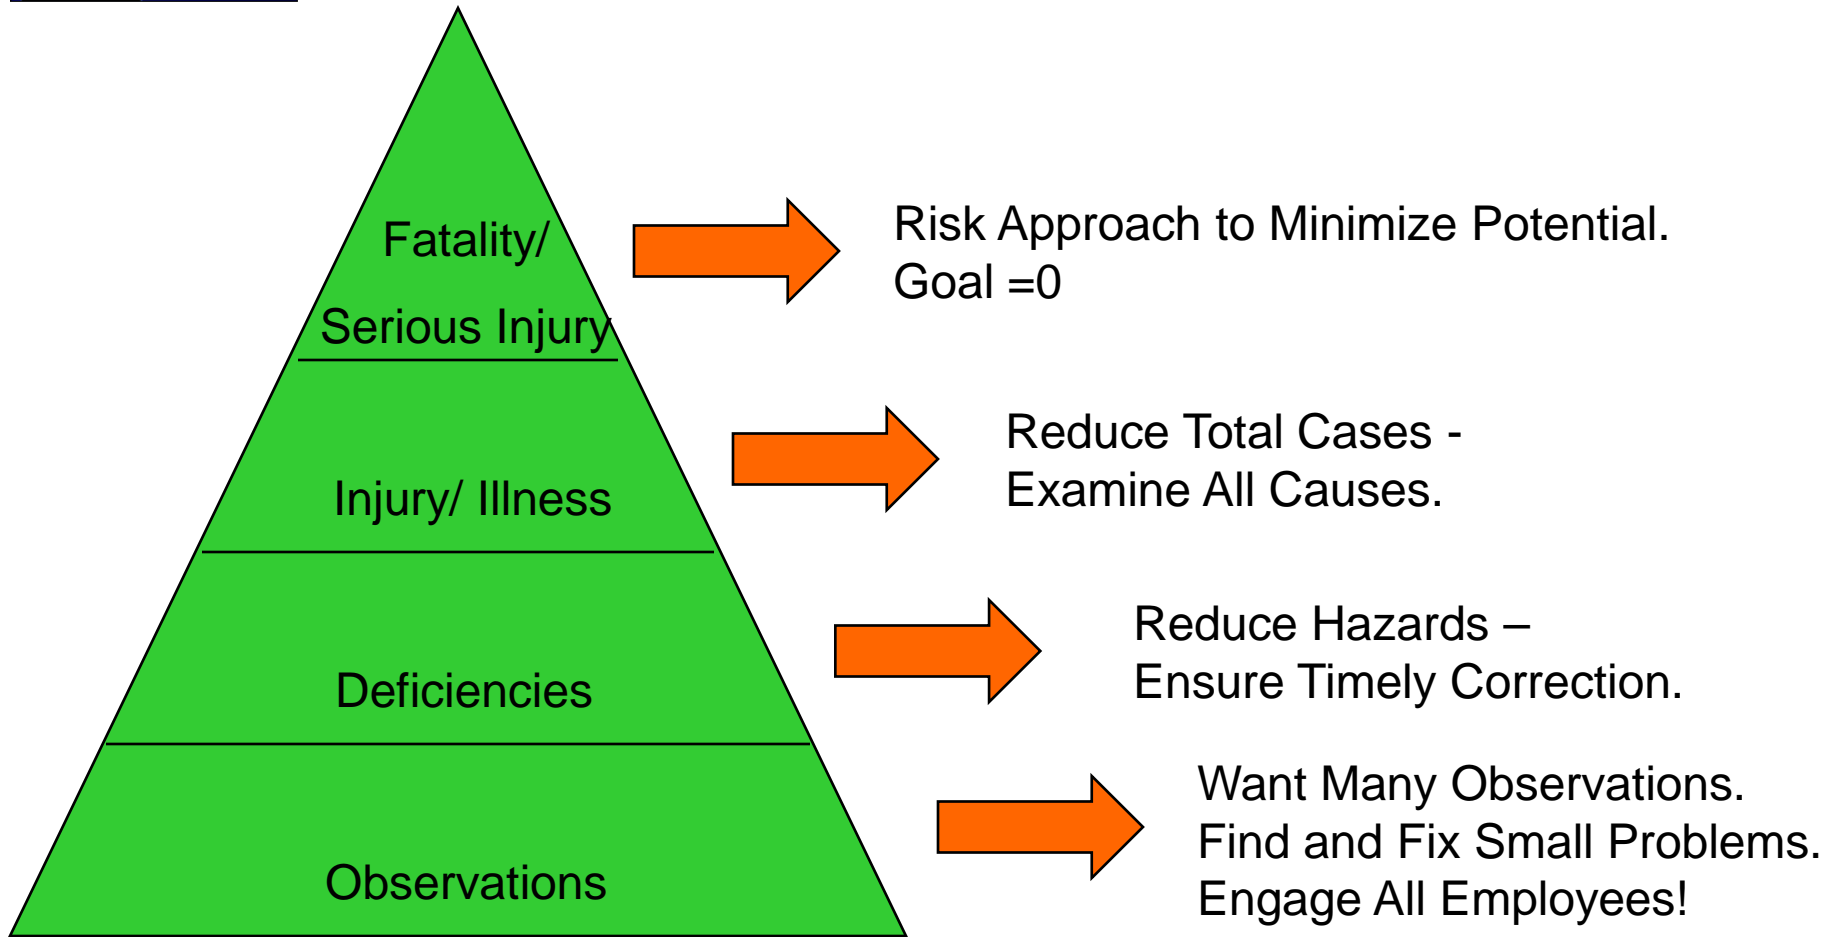 Fatality/
Serious Injury
Risk Approach to Minimize Potential.
Goal =0
Injury/ Illness
Reduce Total Cases -
Examine All Causes.
Deficiencies
Reduce Hazards –
Ensure Timely Correction.
Observations
Want Many Observations.
Find and Fix Small Problems.
Engage All Employees!